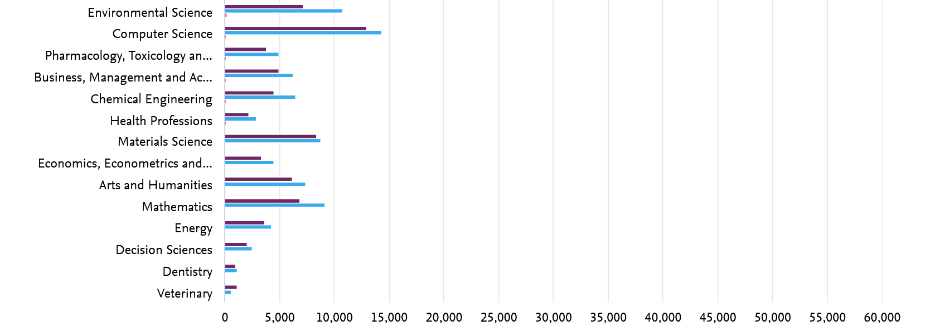 Environmental Science
Computer Science
Pharmacology, Toxicology an...
Business, Management and Ac...
Chemical Engineering
Health Professions
Materials Science
Economics, Econometrics and...
Arts and Humanities
Mathematics
Energy
Decision Sciences
Dentistry
Veterinary
0 5,000 10,000 15,000 20,000 25,000 30,000 35,000 40,000 45,000 50,000 55,000 60,000